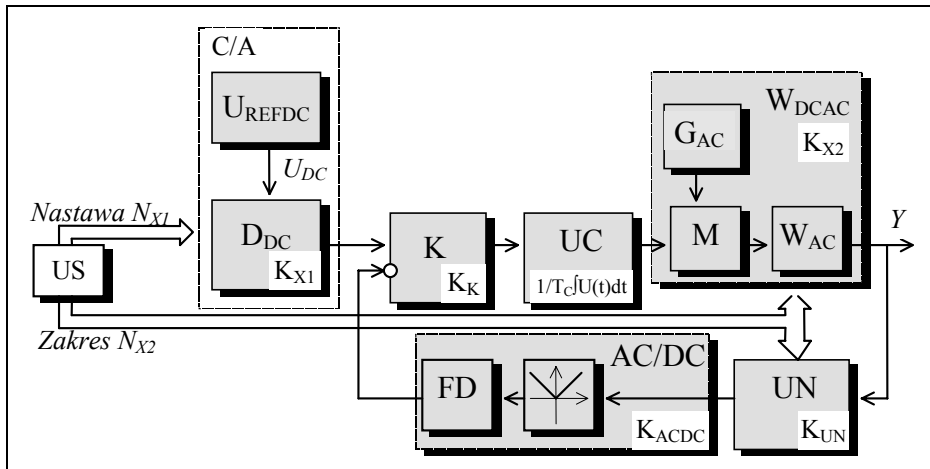 C/A
U_REFDC
U_DC
D_DC
K_X1
Nastawa N_X1
US
Zakres N_X2
K
K_K
UC
1/T_C∫U(t)dt
W_DCAC
K_X2
G_AC
M
W_AC
Y
AC/DC
FD
K_ACDC
UN
K_UN